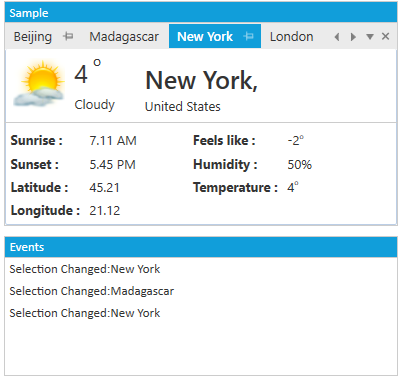 Sample
Beijing Madagascar New York London
4°
Cloudy
New York,
United States
Sunrise : 7.11 AM Feels like : -2°
Sunset : 5.45 PM Humidity : 50%
Latitude : 45.21 Temperature : 4°
Longitude : 21.12
Events
Selection Changed:New York
Selection Changed:Madagascar
Selection Changed:New York